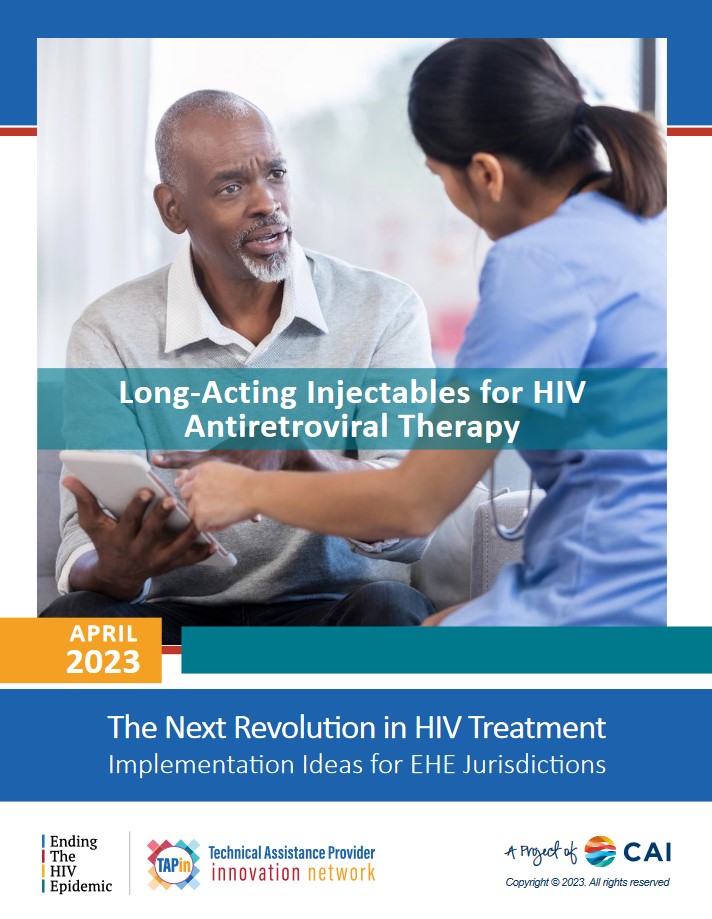 Long-Acting Injectables for HIV
Antiretroviral Therapy
APRIL
2023
The Next Revolution in HIV Treatment
Implementation Ideas for EHE Jurisdictions
Ending
The
HIV
Epidemic
TAPin
Technical Assistance Provider
innovation network
A Project of
CAI
Copyright © 2023. All rights reserved